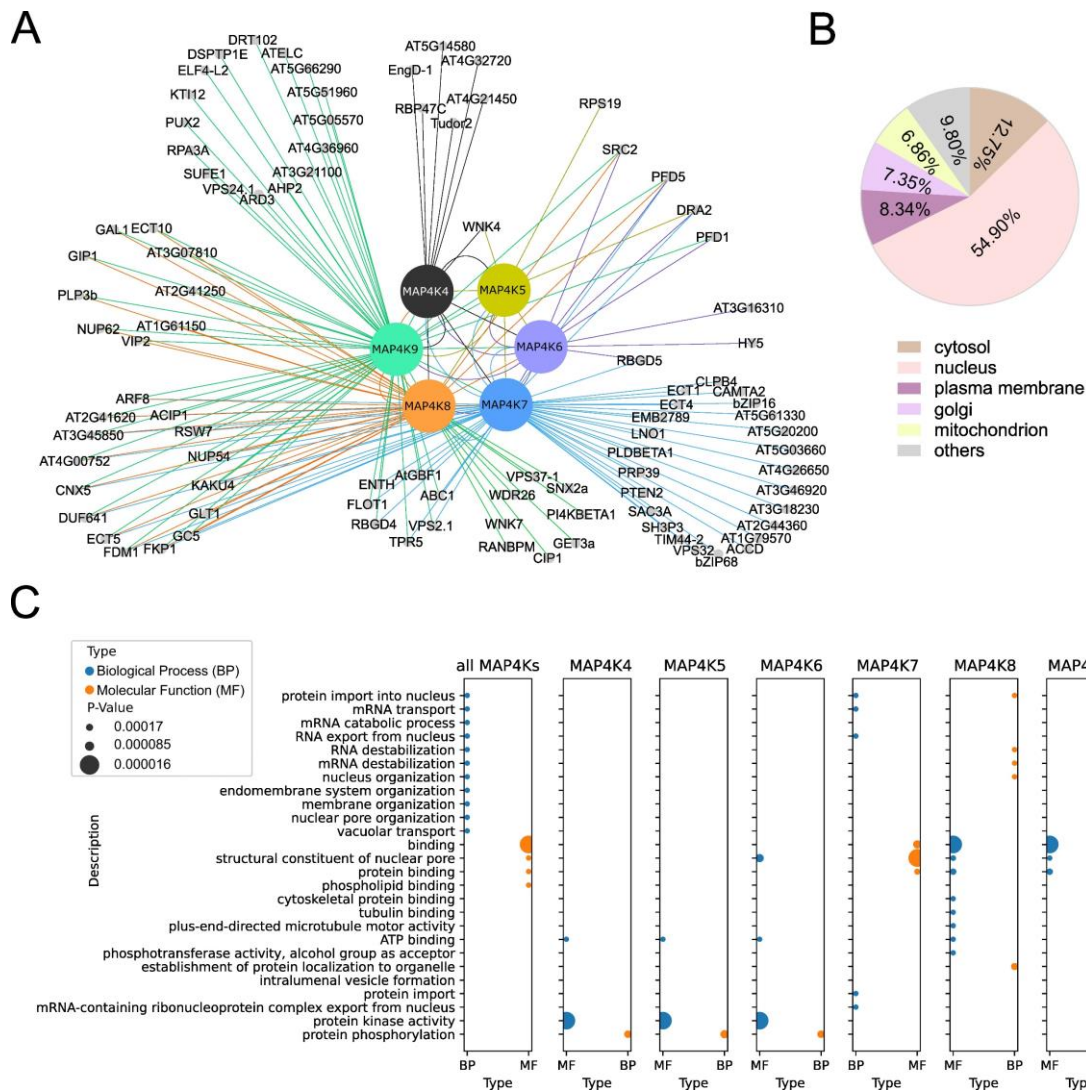 A
B
DRT102
DSPTP1E
ATELC
ELF4-L2
AT5G66290
KTI12
AT5G51960
PUX2
AT5G05570
RPA3A
AT4G36960
SUFE1
AT3G21100
VPS24.1
AHP2
ARD3
AT5G14580
EngD-1
AT4G32720
RBP47C
AT4G21450
Tudor2
RPS19
SRC2
PFD5
DRA2
PFD1
WNK4
GAL1
ECT10
GIP1
AT3G07810
PLP3b
AT2G41250
NUP62
AT1G61150
VIP2
MAP4K4
MAP4K5
MAP4K9
MAP4K6
MAP4K8
MAP4K7
AT3G16310
HY5
RBGD5
ARF8
AT2G41620
ACIP1
AT3G45850
RSW7
AT4G00752
NUP54
CNX5
KAKU4
DUF641
GLT1
ECT5
GC5
FDM1
FKP1
AtGBF1
ENTH
FLOT1
ABC1
RBGD4
VPS2.1
TPR5
VPS37-1
SNX2a
WDR26
PI4KBETA1
WNK7
GET3a
RANBPM
CIP1
CLPB4
ECT1
CAMTA2
ECT4
bZIP16
EMB2789
AT5G61330
LNO1
AT5G20200
PLDBETA1
AT5G03660
PRP39
AT4G26650
PTEN2
AT3G46920
SAC3A
AT3G18230
SH3P3
AT2G44360
TIM44-2
AT1G79570
VPS32
ACCD
bZIP68
9.80%
12.75%
6.86%
7.35%
8.34%
54.90%
cytosol
nucleus
plasma membrane
golgi
mitochondrion
others
C
Type
Biological Process (BP)
Molecular Function (MF)
P-Value
0.00017
0.000085
0.000016
all MAP4Ks
MAP4K4
MAP4K5
MAP4K6
MAP4K7
MAP4K8
MAP4
Description
protein import into nucleus
mRNA transport
mRNA catabolic process
RNA export from nucleus
RNA destabilization
mRNA destabilization
nucleus organization
endomembrane system organization
membrane organization
nuclear pore organization
vacuolar transport
binding
structural constituent of nuclear pore
protein binding
phospholipid binding
cytoskeletal protein binding
tubulin binding
plus-end-directed microtubule motor activity
ATP binding
phosphotransferase activity, alcohol group as acceptor
establishment of protein localization to organelle
intralumenal vesicle formation
protein import
mRNA-containing ribonucleoprotein complex export from nucleus
protein kinase activity
protein phosphorylation
BP MF MF BP MF BP MF BP BP MF MF BP MF
Type Type Type Type Type Type Type